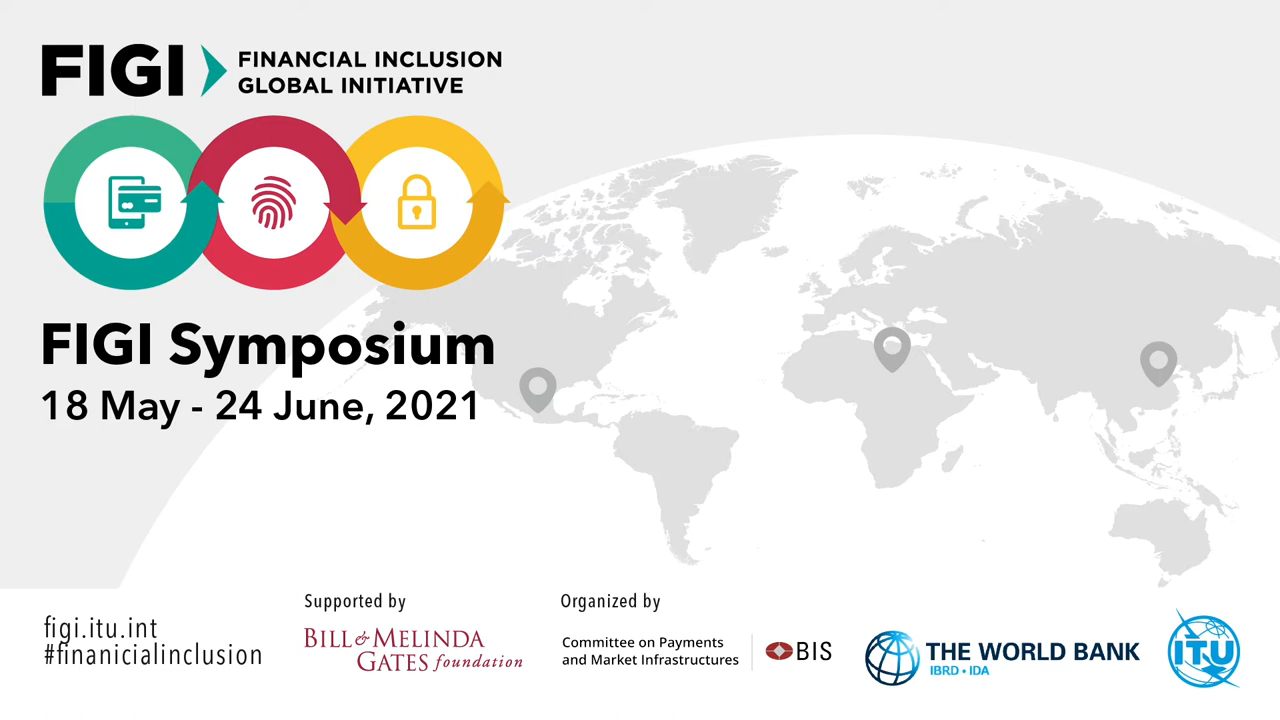 FIGI
FINANCIAL INCLUSION
GLOBAL INITIATIVE
FIGI Symposium
18 May - 24 June, 2021
figi.itu.int
#finanicialinclusion
Supported by
BILL & MELINDA
GATES foundation
Organized by
Committee on Payments
and Market Infrastructures
BIS
THE WORLD BANK
IBRD • IDA
ITU